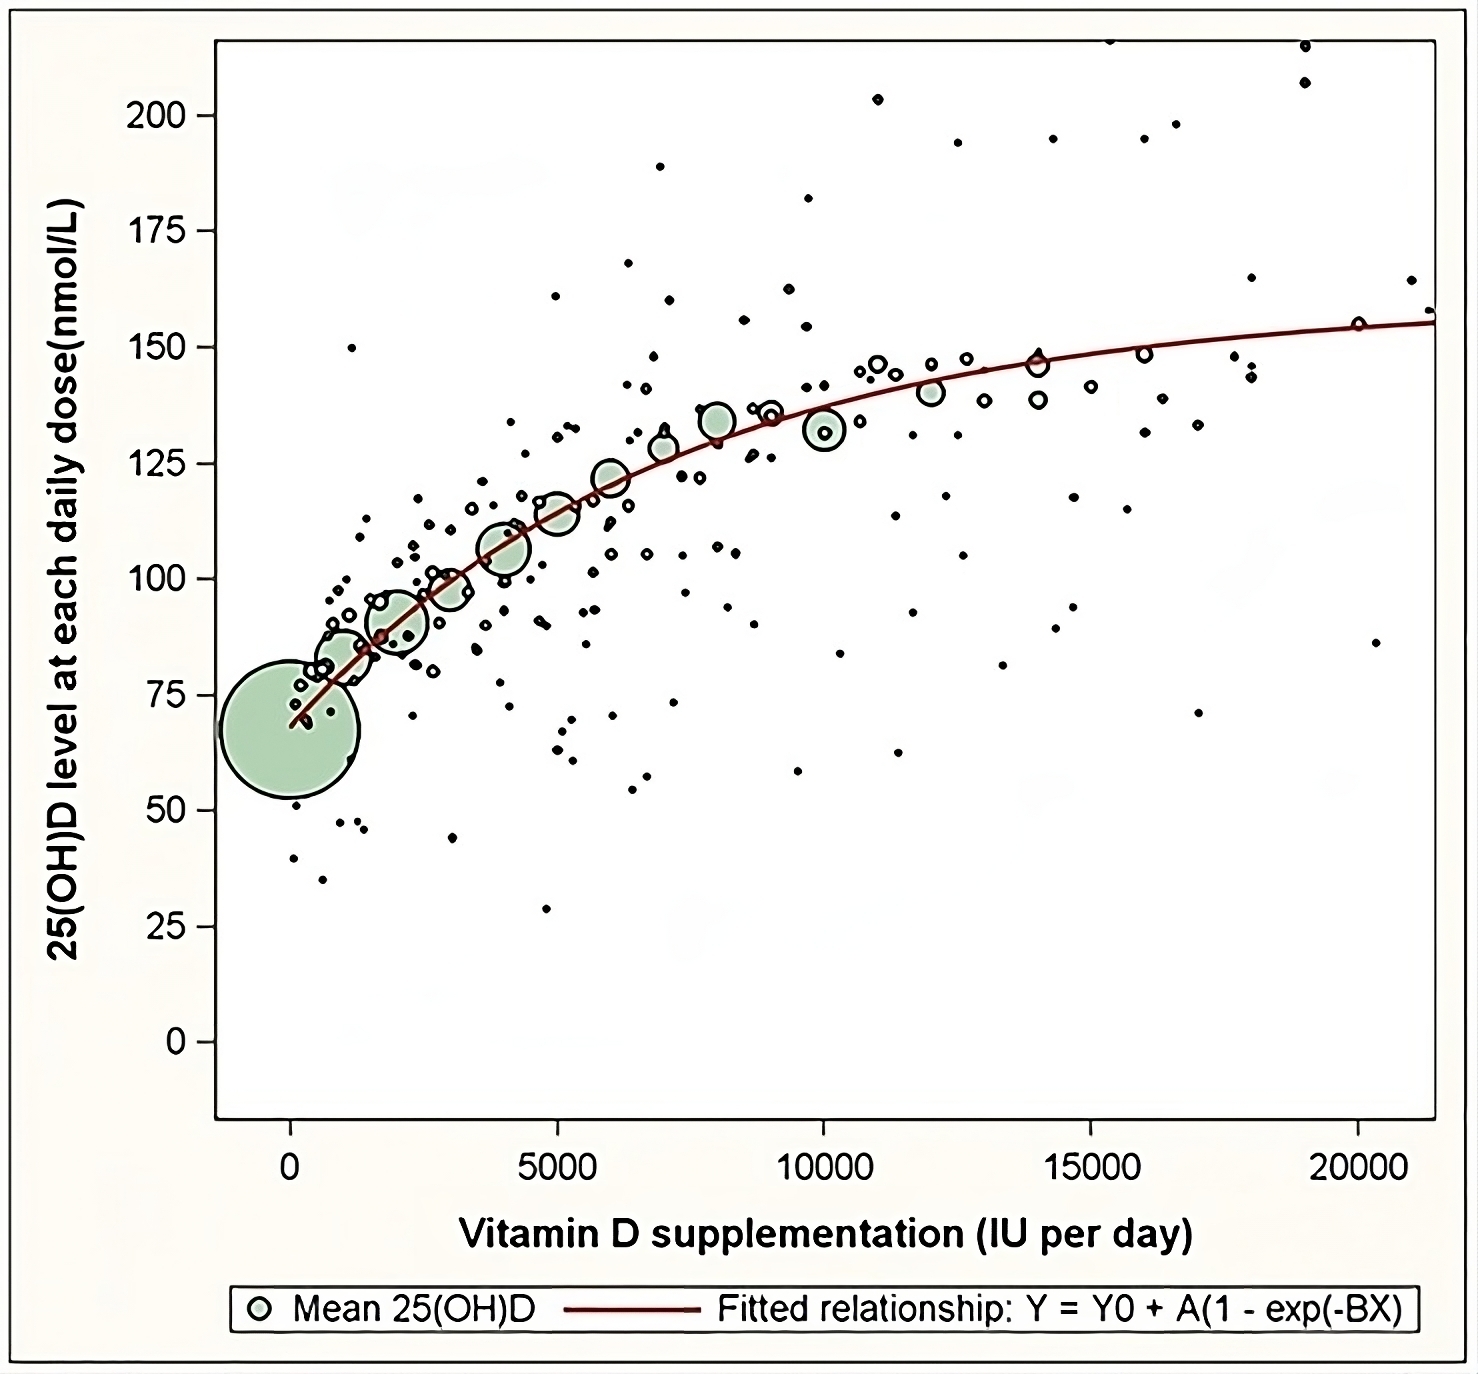 200
175
150
125
100
75
50
25
0
25(OH)D level at each daily dose(nmol/L)
0 5000 10000 15000 20000
Vitamin D supplementation (IU per day)
Mean 25(OH)D Fitted relationship: Y = Y0 + A(1 - exp(-BX)